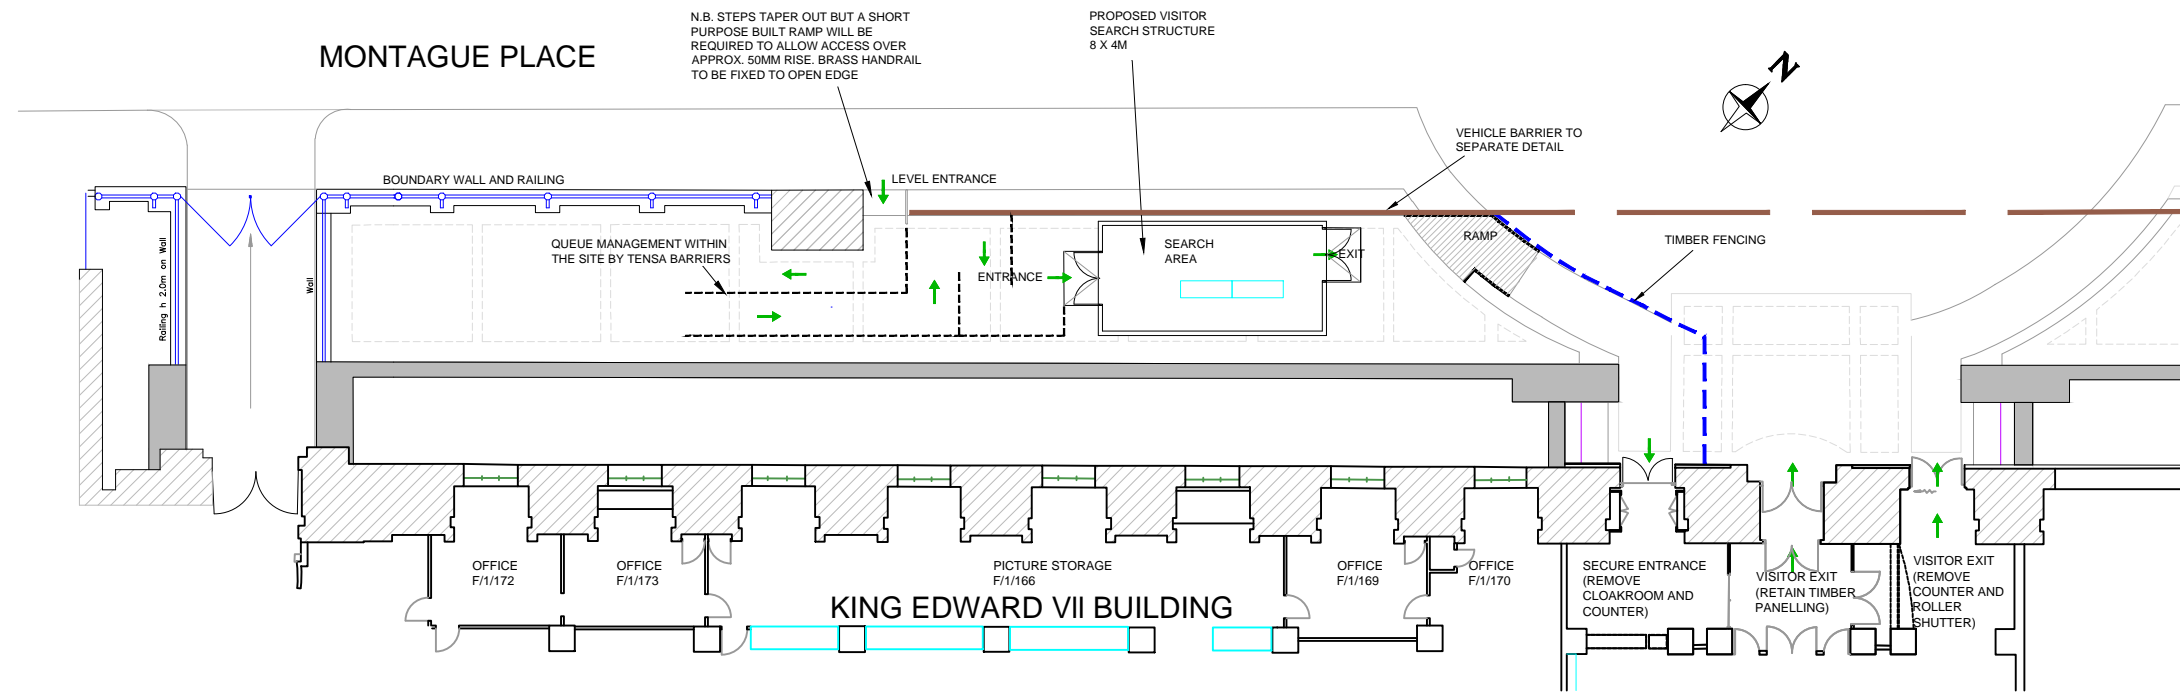 MONTAGUE PLACE
N.B. STEPS TAPER OUT BUT A SHORT
PURPOSE BUILT RAMP WILL BE
REQUIRED TO ALLOW ACCESS OVER
APPROX. 50MM RISE. BRASS HANDRAIL
TO BE FIXED TO OPEN EDGE
PROPOSED VISITOR
SEARCH STRUCTURE
8 X 4M
N
VEHICLE BARRIER TO
SEPARATE DETAIL
BOUNDARY WALL AND RAILING
LEVEL ENTRANCE
QUEUE MANAGEMENT WITHIN
THE SITE BY TENSA BARRIERS
SEARCH
AREA
ENTRANCE
EXIT
RAMP
TIMBER FENCING
Railing h 2.0m on Wall
Wall
OFFICE
F/1/172
OFFICE
F/1/173
PICTURE STORAGE
F/1/166
OFFICE
F/1/169
OFFICE
F/1/170
SECURE ENTRANCE
(REMOVE
CLOAKROOM AND
COUNTER)
VISITOR EXIT
(RETAIN TIMBER
PANELLING)
VISITOR EXIT
(REMOVE
COUNTER AND
ROLLER
SHUTTER)
KING EDWARD VII BUILDING